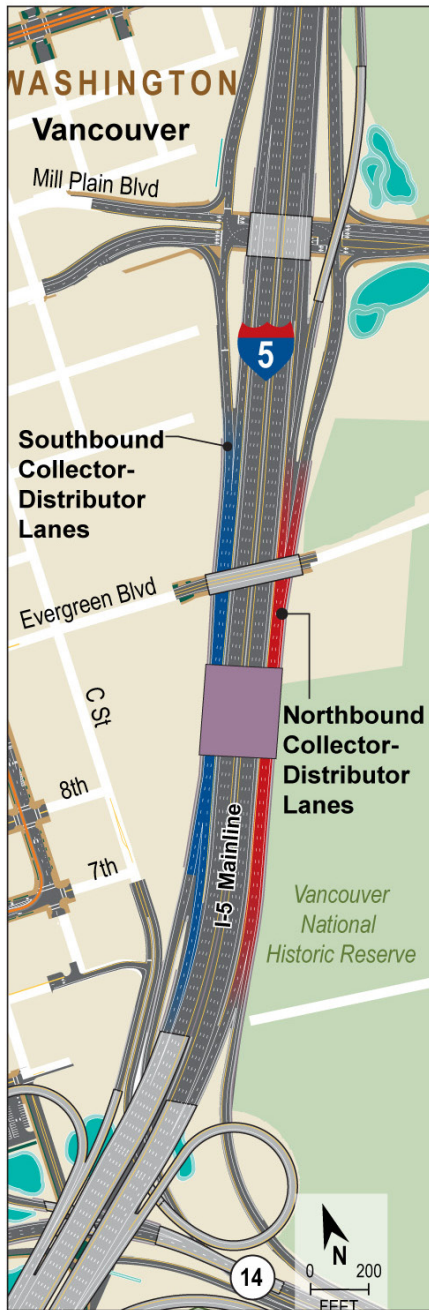 WASHINGTON
Vancouver
Mill Plain Blvd
5
Southbound
Collector-
Distributor
Lanes
Evergreen Blvd
C St
Northbound
Collector-
Distributor
Lanes
8th
7th
I-5 Mainline
Vancouver
National
Historic Reserve
14
N
0 200
FEET